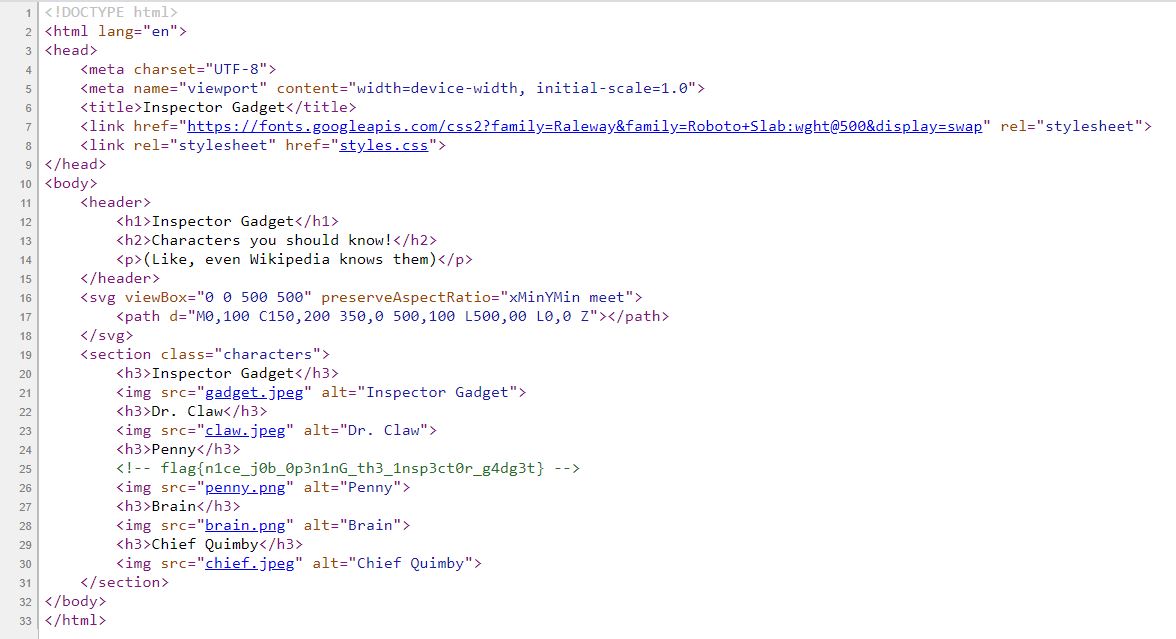 1 <!DOCTYPE html>
2 <html lang="en">
3 <head>
4     <meta charset="UTF-8">
5     <meta name="viewport" content="width=device-width, initial-scale=1.0">
6     <title>Inspector Gadget</title>
7     <link href="https://fonts.googleapis.com/css2?family=Raleway&family=Roboto+Slab:wght@500&display=swap" rel="stylesheet">
8     <link rel="stylesheet" href="styles.css">
9 </head>
10 <body>
11     <header>
12         <h1>Inspector Gadget</h1>
13         <h2>Characters you should know!</h2>
14         <p>(Like, even Wikipedia knows them)</p>
15     </header>
16     <svg viewBox="0 0 500 500" preserveAspectRatio="xMinYMin meet">
17         <path d="M0,100 C150,200 350,0 500,100 L500,00 L0,0 Z"></path>
18     </svg>
19     <section class="characters">
20         <h3>Inspector Gadget</h3>
21         <img src="gadget.jpeg" alt="Inspector Gadget">
22         <h3>Dr. Claw</h3>
23         <img src="claw.jpeg" alt="Dr. Claw">
24         <h3>Penny</h3>
25         <!-- flag{n1ce_j0b_0p3n1nG_th3_1nsp3ct0r_g4dg3t} -->
26         <img src="penny.png" alt="Penny">
27         <h3>Brain</h3>
28         <img src="brain.png" alt="Brain">
29         <h3>Chief Quimby</h3>
30         <img src="chief.jpeg" alt="Chief Quimby">
31     </section>
32 </body>
33 </html>